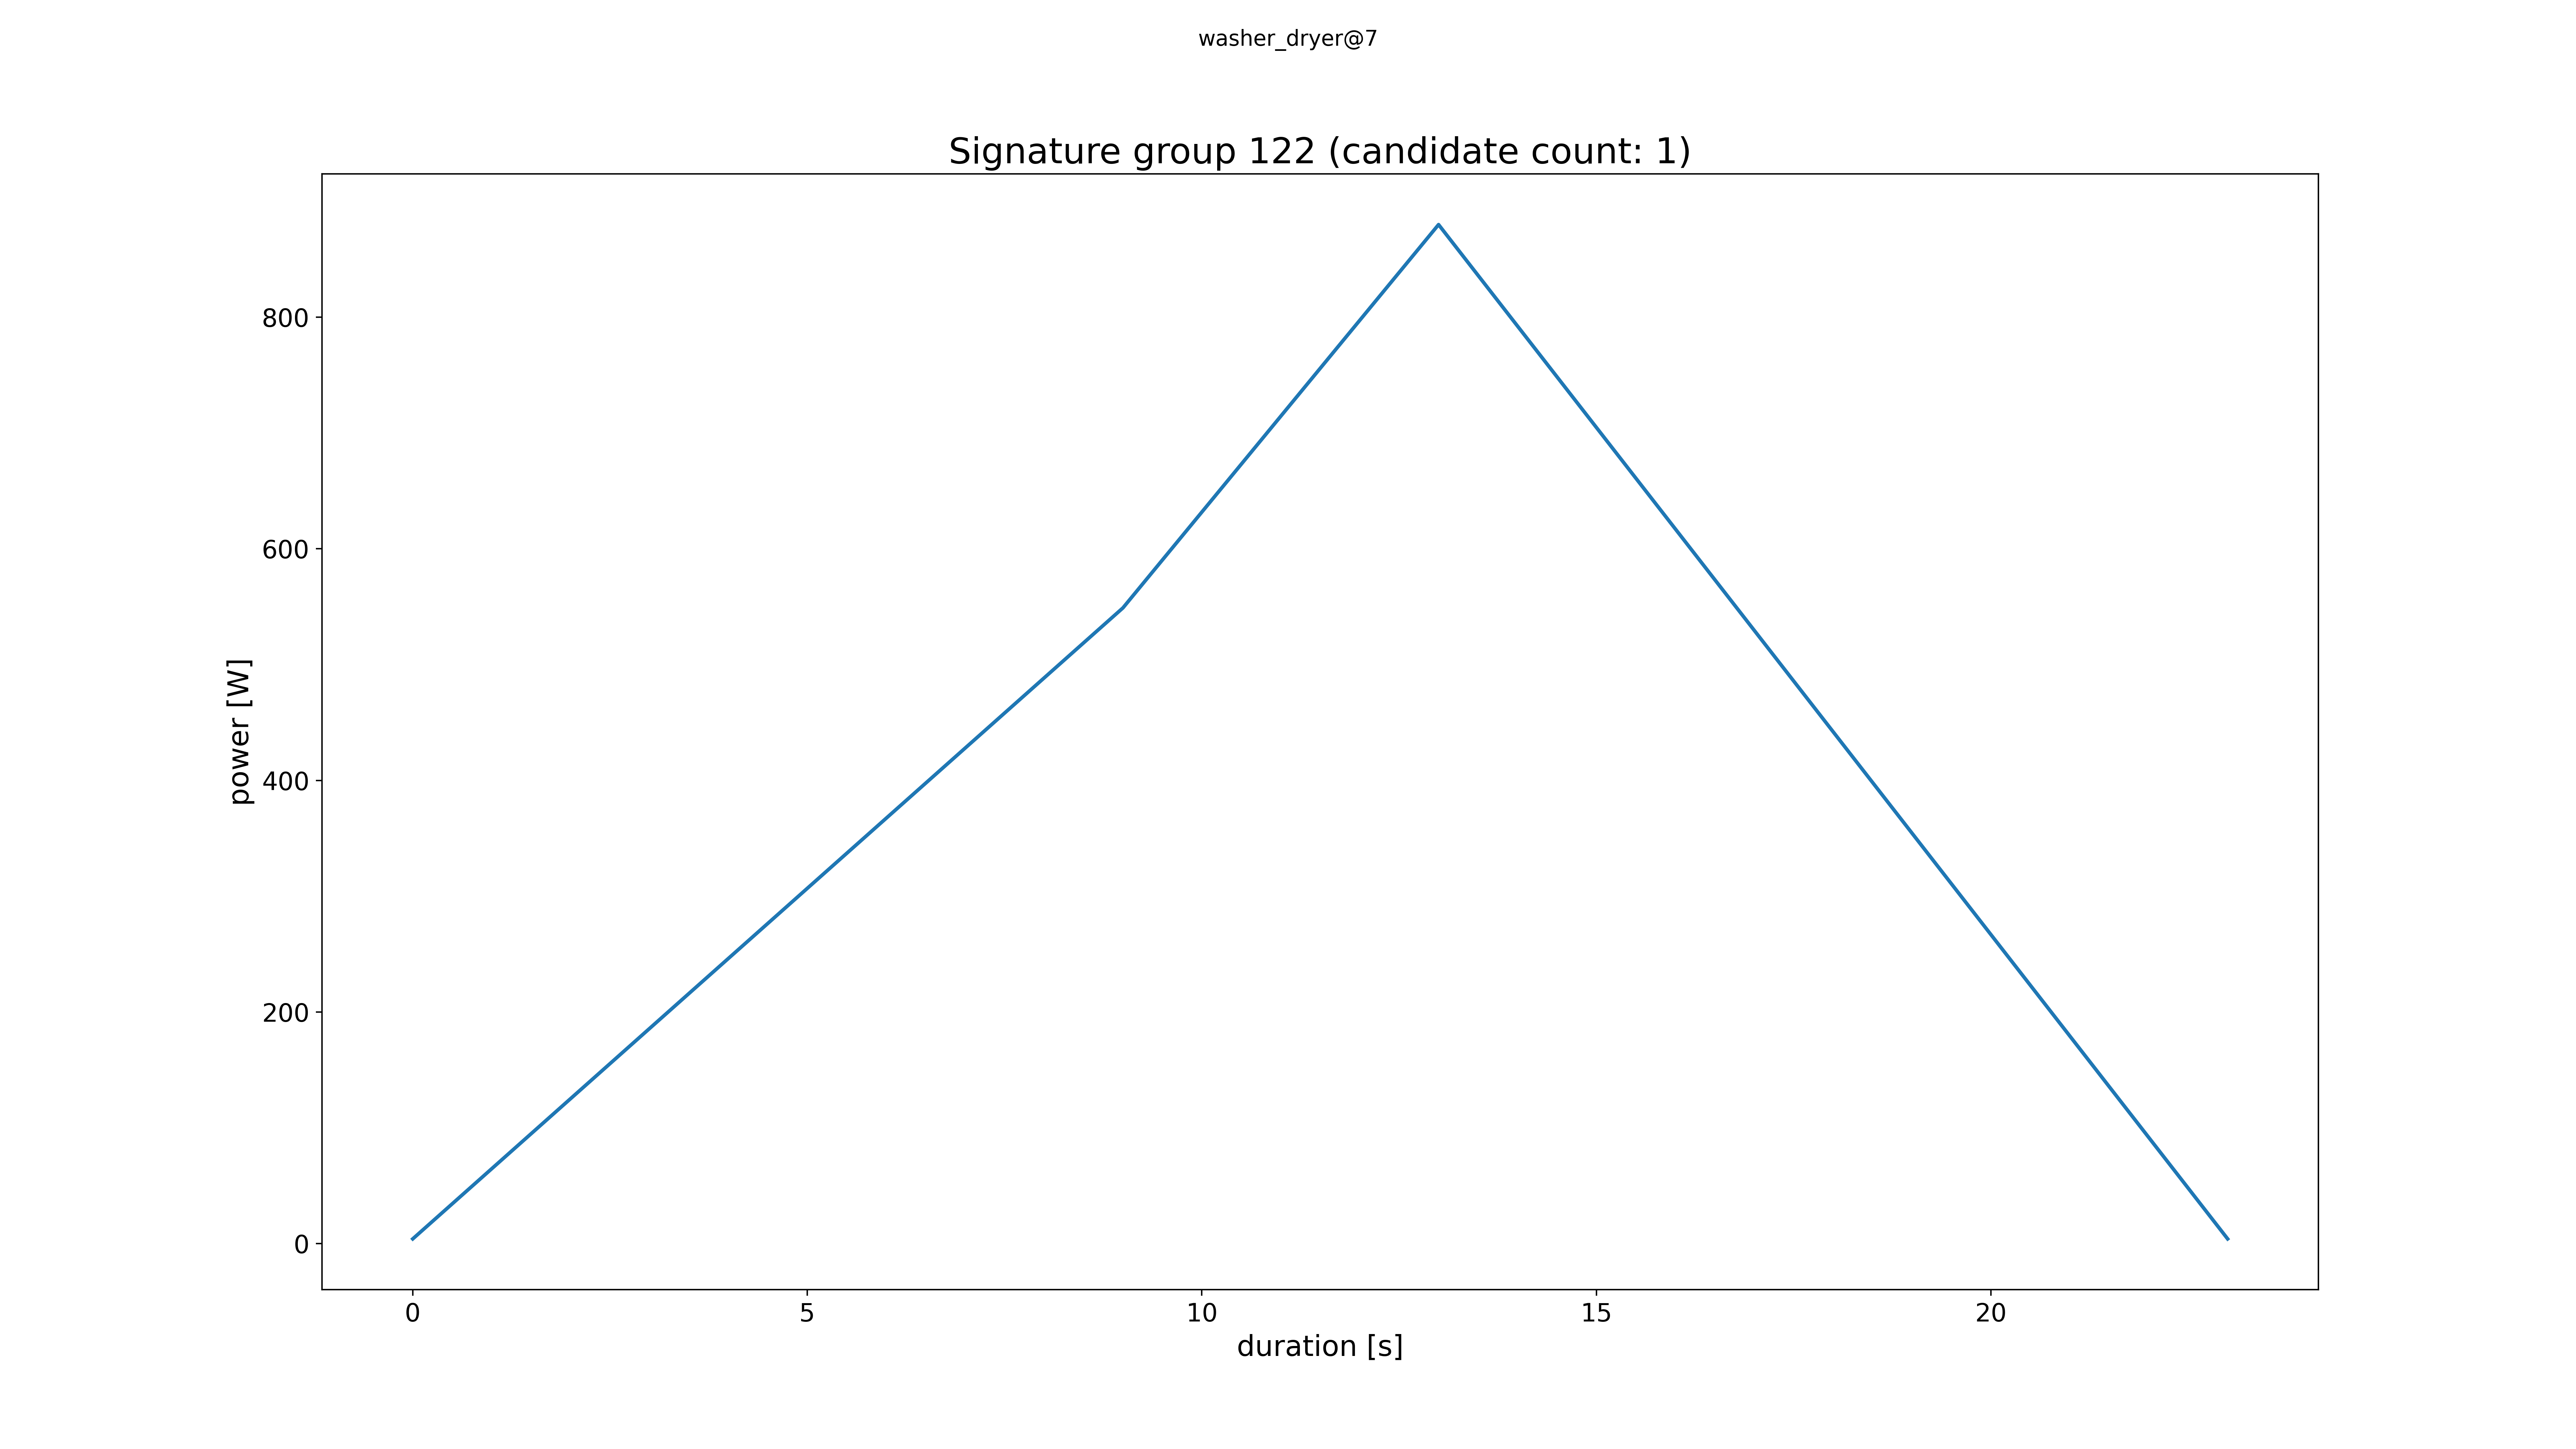 washer_dryer@7
Signature group 122 (candidate count: 1)
power [W]
800
600
400
200
0
0 5 10 15 20
duration [s]